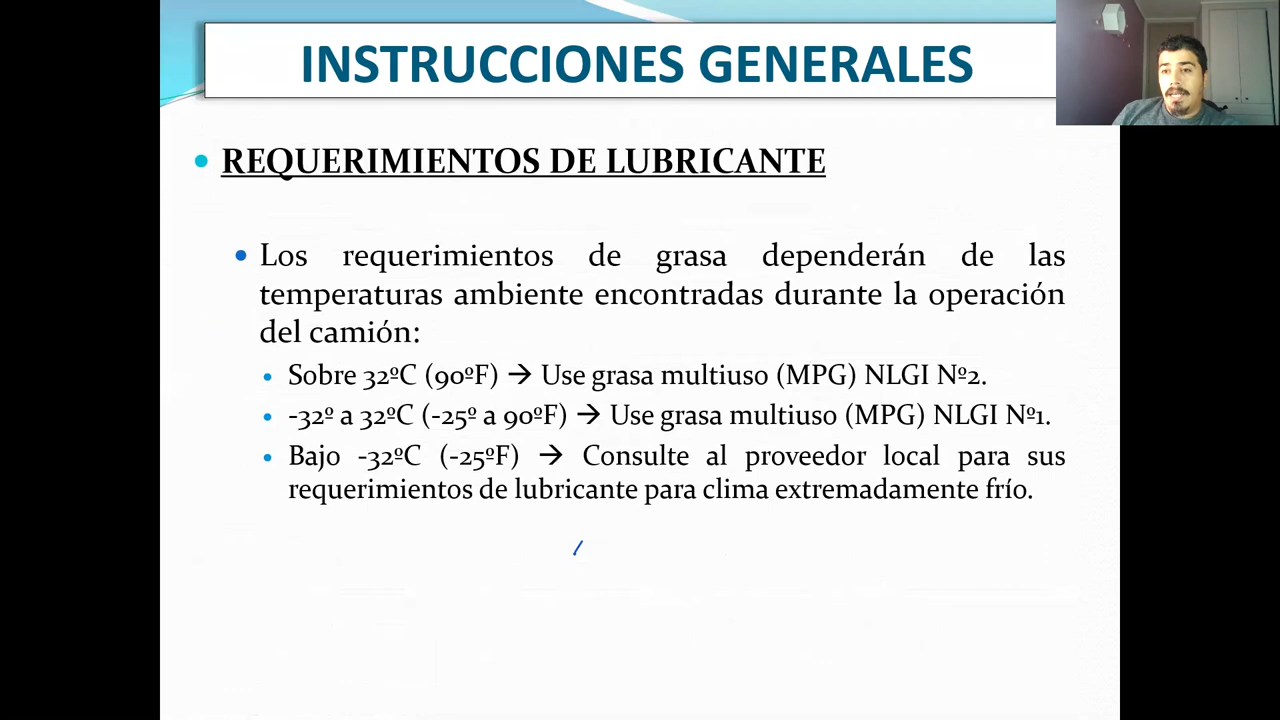 INSTRUCCIONES GENERALES
REQUERIMIENTOS DE LUBRICANTE
Los requerimientos de grasa dependerán de las
temperaturas ambiente encontradas durante la operación
del camión:
Sobre 32ºC (90ºF) → Use grasa multiuso (MPG) NLGI Nº2.
-32º a 32ºC (-25º a 90ºF) → Use grasa multiuso (MPG) NLGI Nº1.
Bajo -32ºC (-25ºF) → Consulte al proveedor local para sus
requerimientos de lubricante para clima extremadamente frío.